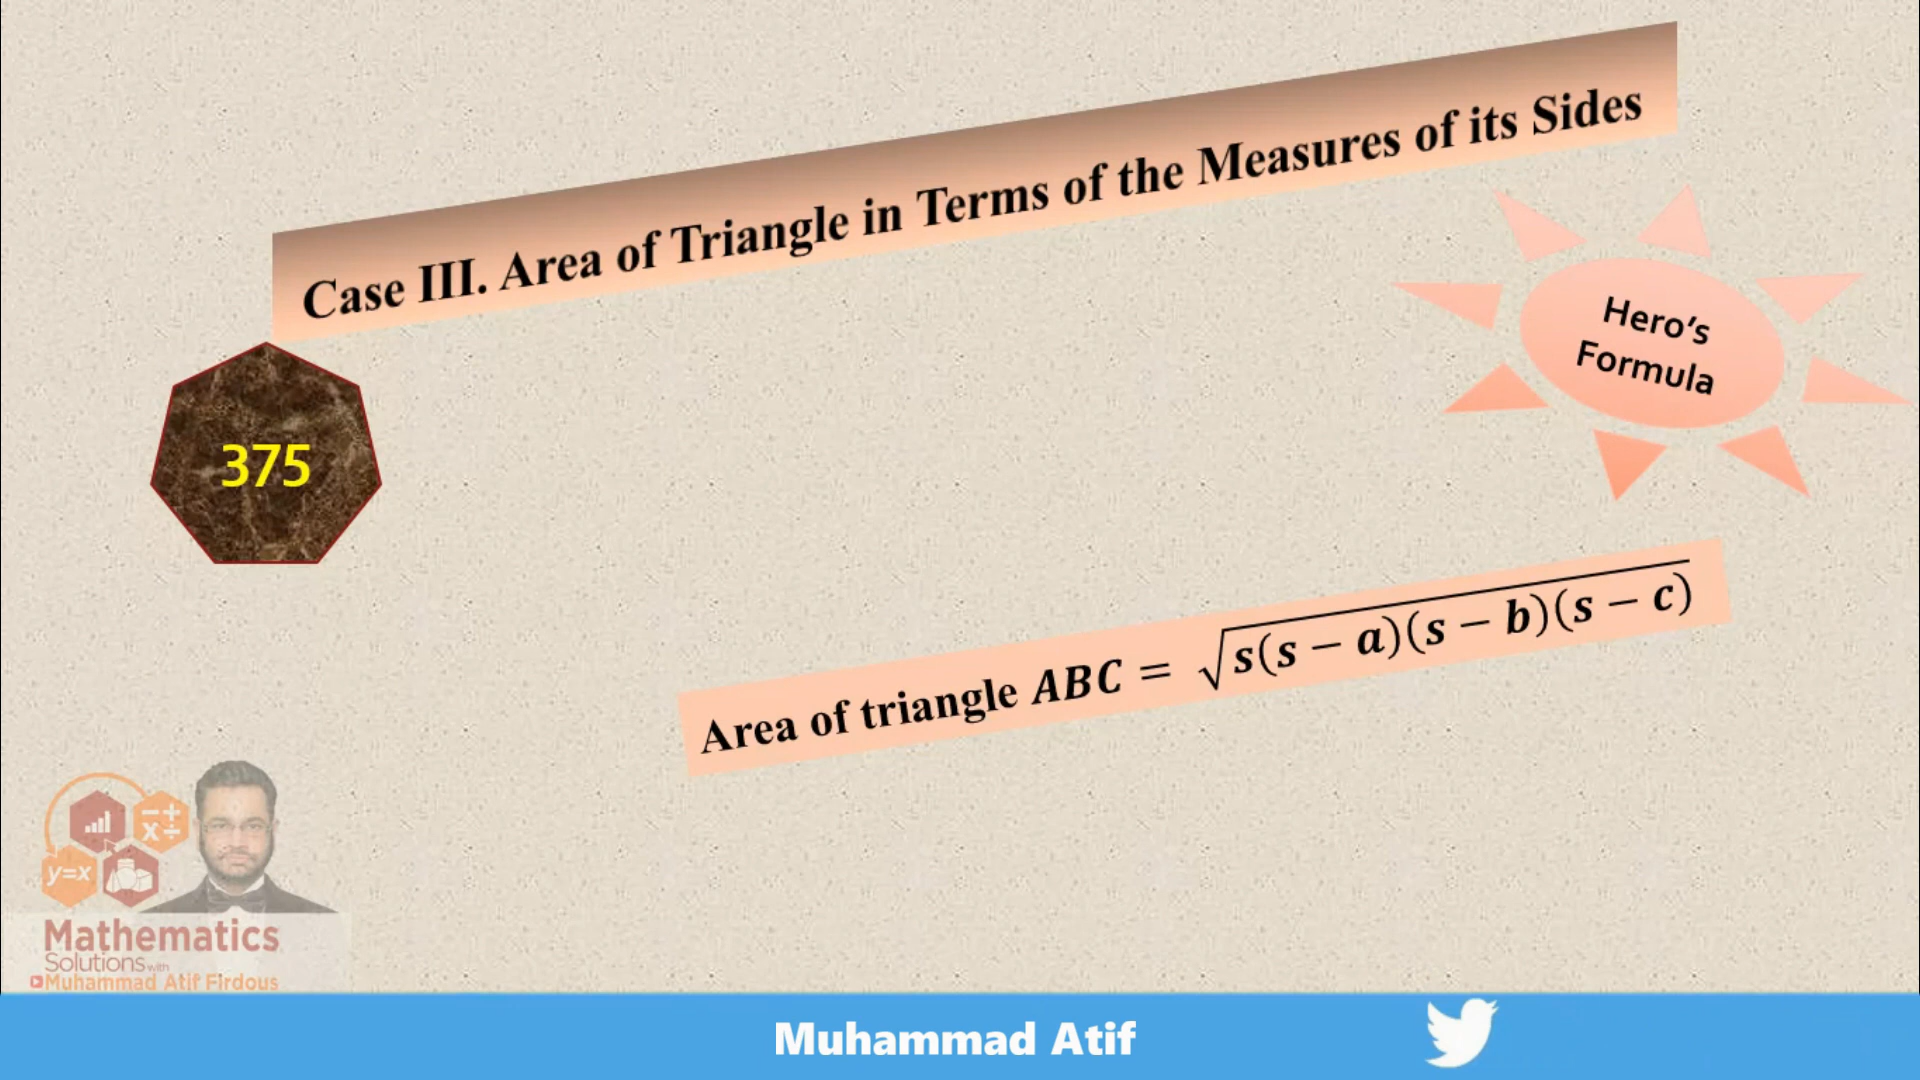 Case III. Area of Triangle in Terms of the Measures of its Sides
Hero's
Formula
375
Area of triangle ABC = √s(s − a)(s − b)(s − c)
y=x
Mathematics
Solutions with
Muhammad Atif Firdous
Muhammad Atif